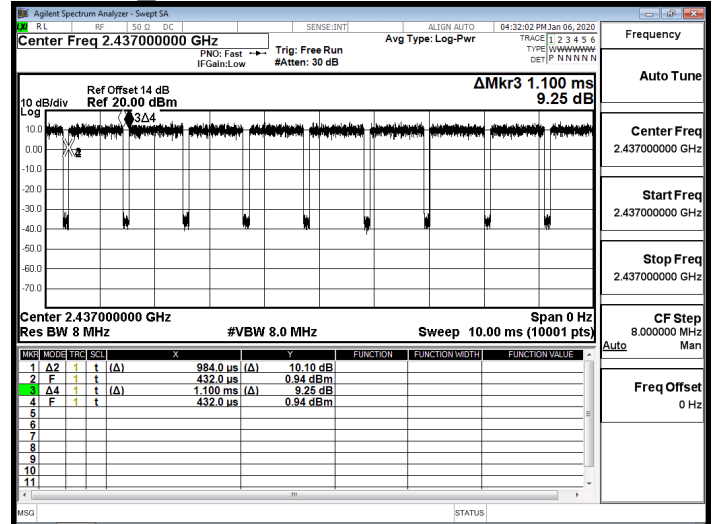 Agilent Spectrum Analyzer - Swept SA
LXI RL RF 50 Ω DC SENSE:INT ALIGN AUTO 04:32:02 PM Jan 06, 2020
Center Freq 2.437000000 GHz
PNO: Fast
IFGain:Low
Trig: Free Run
#Atten: 30 dB
Avg Type: Log-Pwr
TRACE 1 2 3 4 5 6
TYPE WWWWWW
DET P N N N N N
ΔMkr3 1.100 ms
9.25 dB
Ref Offset 14 dB
10 dB/div Ref 20.00 dBm
Log
10.0
0.00
-10.0
-20.0
-30.0
-40.0
-50.0
-60.0
-70.0
3Δ4
Center 2.437000000 GHz Span 0 Hz
Res BW 8 MHz #VBW 8.0 MHz Sweep 10.00 ms (10001 pts)
MKR MODE TRC SCL X Y FUNCTION FUNCTION WIDTH FUNCTION VALUE
1 Δ2 1 t (Δ) 984.0 µs (Δ) 10.10 dB
2 F 1 t 432.0 µs 0.94 dBm
3 Δ4 1 t (Δ) 1.100 ms (Δ) 9.25 dB
4 F 1 t 432.0 µs 0.94 dBm
5
6
7
8
9
10
11
MSG STATUS
Frequency
Auto Tune
Center Freq
2.437000000 GHz
Start Freq
2.437000000 GHz
Stop Freq
2.437000000 GHz
CF Step
8.000000 MHz
Auto Man
Freq Offset
0 Hz